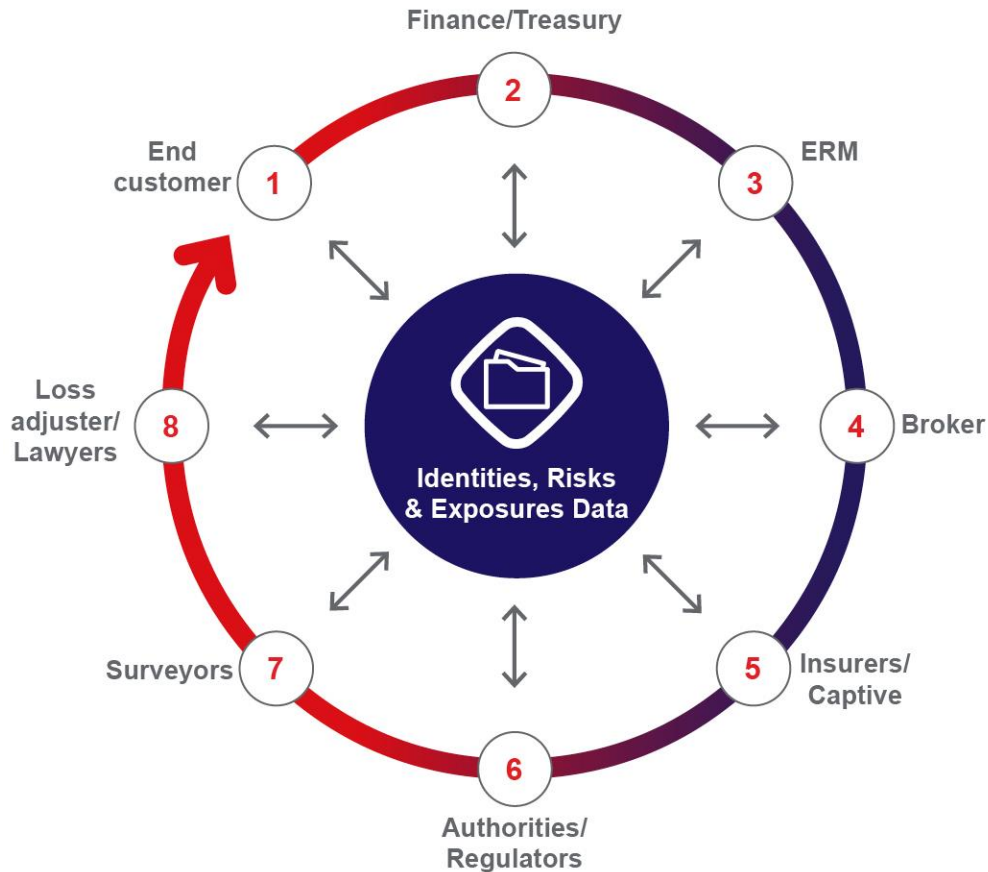 Finance/Treasury
2
End
customer
1
3
ERM
Loss
adjuster/
Lawyers
8
Identities, Risks
& Exposures Data
4
Broker
Surveyors
7
5
Insurers/
Captive
6
Authorities/
Regulators